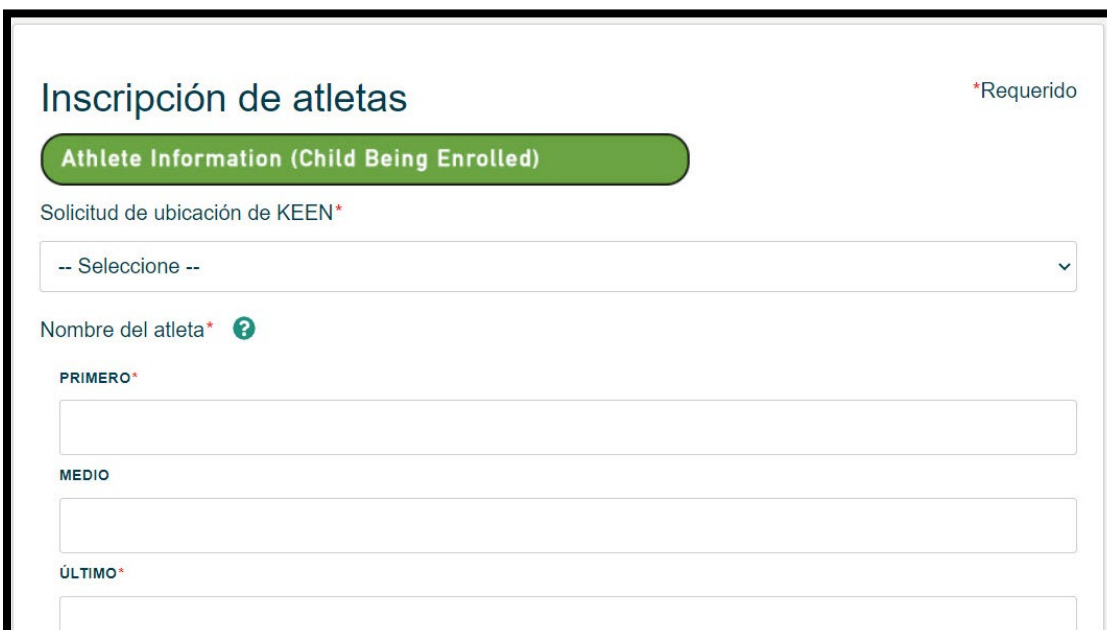 Inscripción de atletas
*Requerido
Athlete Information (Child Being Enrolled)
Solicitud de ubicación de KEEN*
-- Seleccione --
Nombre del atleta* ?
PRIMERO*
MEDIO
ÚLTIMO*